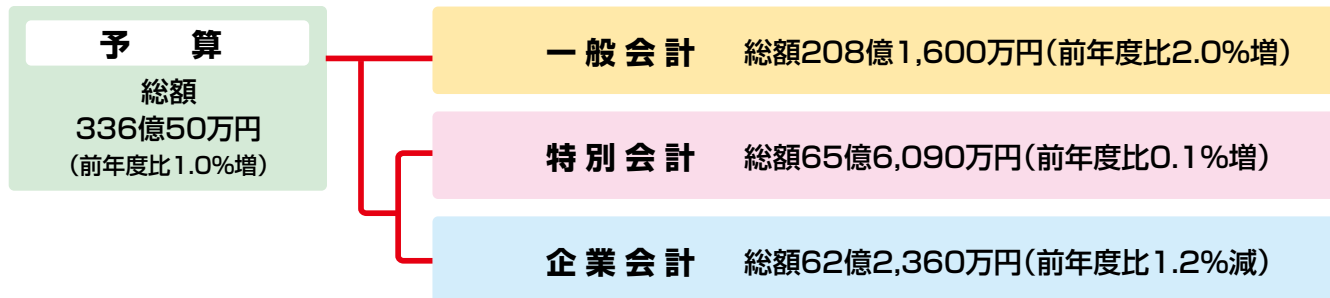 予　算
総額
336億50万円
（前年度比1.0%増）
一般会計　総額208億1,600万円（前年度比2.0%増）
特別会計　総額65億6,090万円（前年度比0.1%増）
企業会計　総額62億2,360万円（前年度比1.2%減）